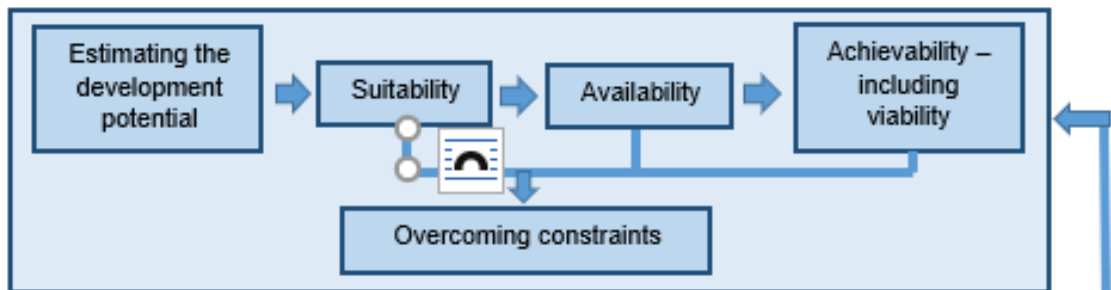 Estimating the
development
potential
Suitability
Availability
Achievability –
including
viability
Overcoming constraints